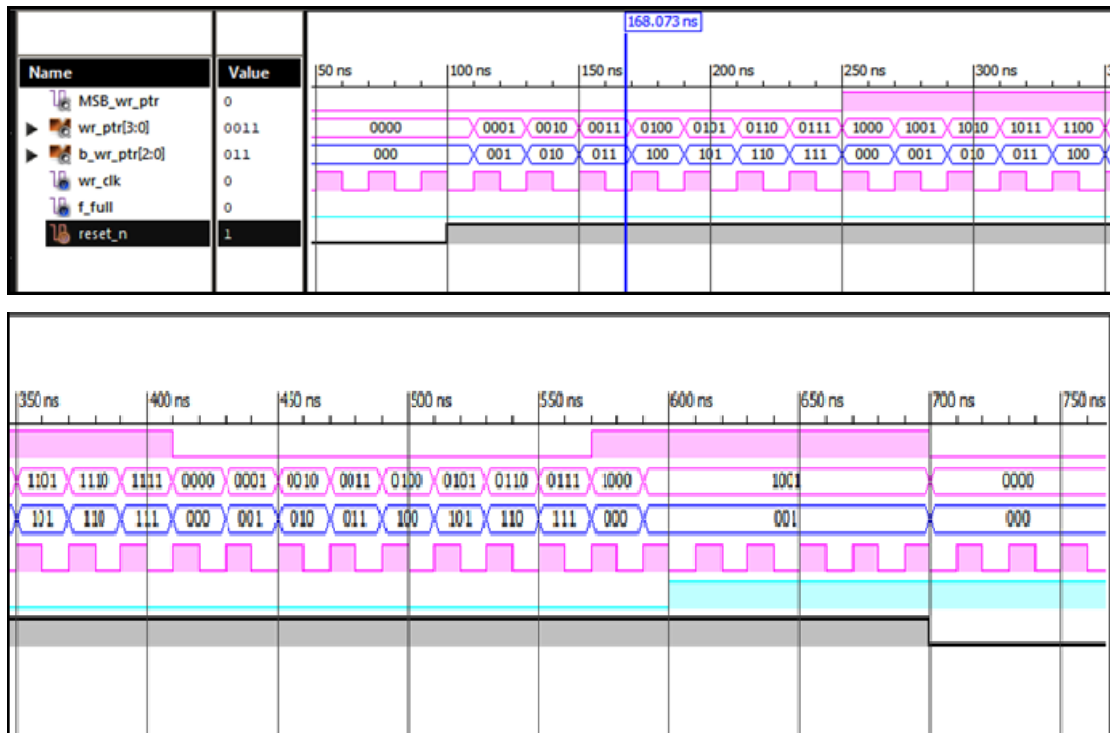 168.073 ns
Name Value 50 ns 100 ns 150 ns 200 ns 250 ns 300 ns
MSB_wr_ptr 0
wr_ptr[3:0] 0011 0000 0001 0010 0011 0100 0101 0110 0111 1000 1001 1010 1011 1100
b_wr_ptr[2:0] 011 000 001 010 011 100 101 110 111 000 001 010 011 100
wr_clk 0
f_full 0
reset_n 1
350 ns 400 ns 450 ns 500 ns 550 ns 600 ns 650 ns 700 ns 750 ns
1101 1110 1111 0000 0001 0010 0011 0100 0101 0110 0111 1000 1001 0000
101 110 111 000 001 010 011 100 101 110 111 000 001 000